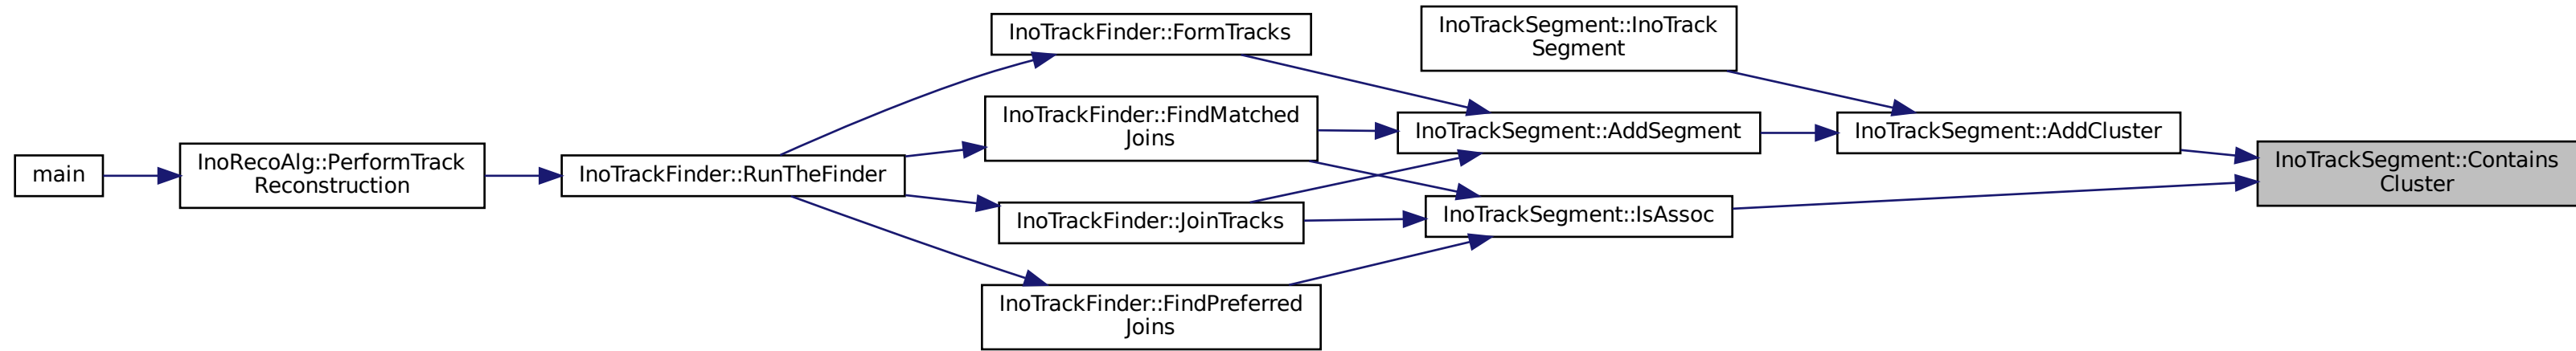 main
InoRecoAlg::PerformTrack
Reconstruction
InoTrackFinder::RunTheFinder
InoTrackFinder::FormTracks
InoTrackFinder::FindMatched
Joins
InoTrackFinder::JoinTracks
InoTrackFinder::FindPreferred
Joins
InoTrackSegment::InoTrack
Segment
InoTrackSegment::AddSegment
InoTrackSegment::IsAssoc
InoTrackSegment::AddCluster
InoTrackSegment::Contains
Cluster